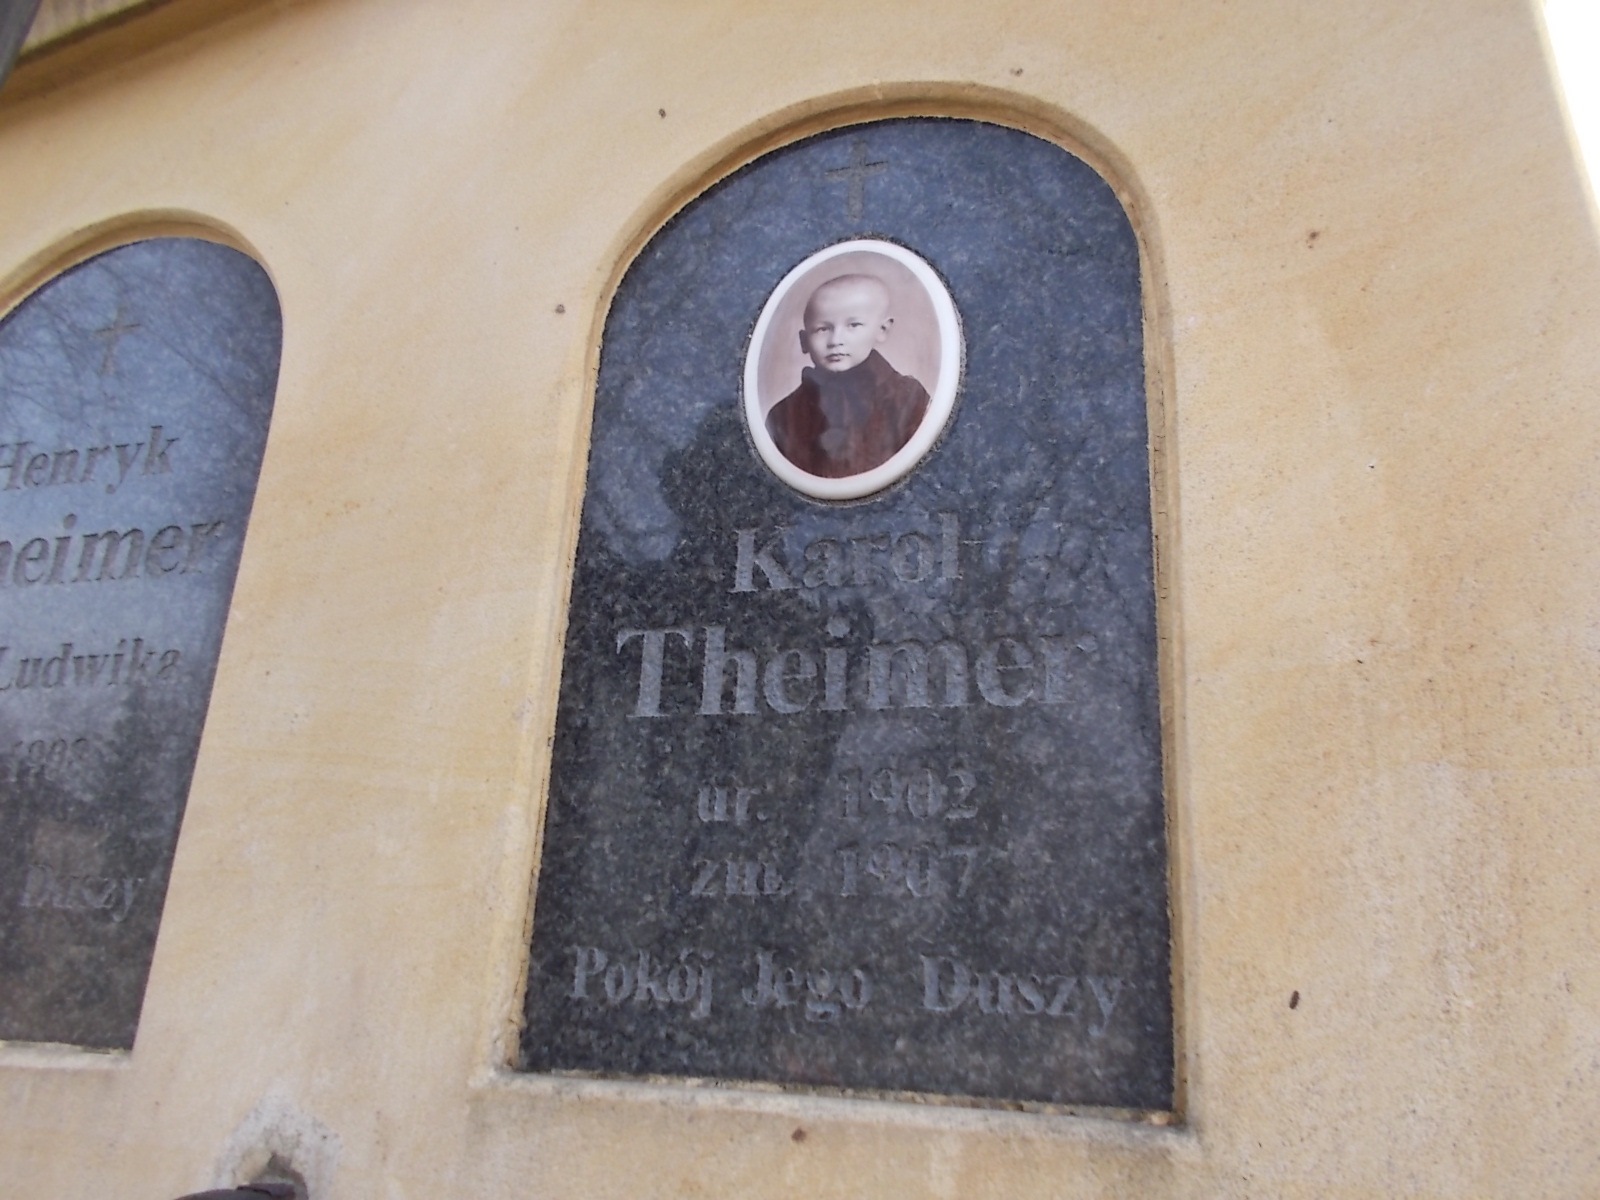 Henryk
heimer
Ludwika
Duszy
Karol
Theimer
ur. 1902
zm. 1907
Pokój Jego Duszy